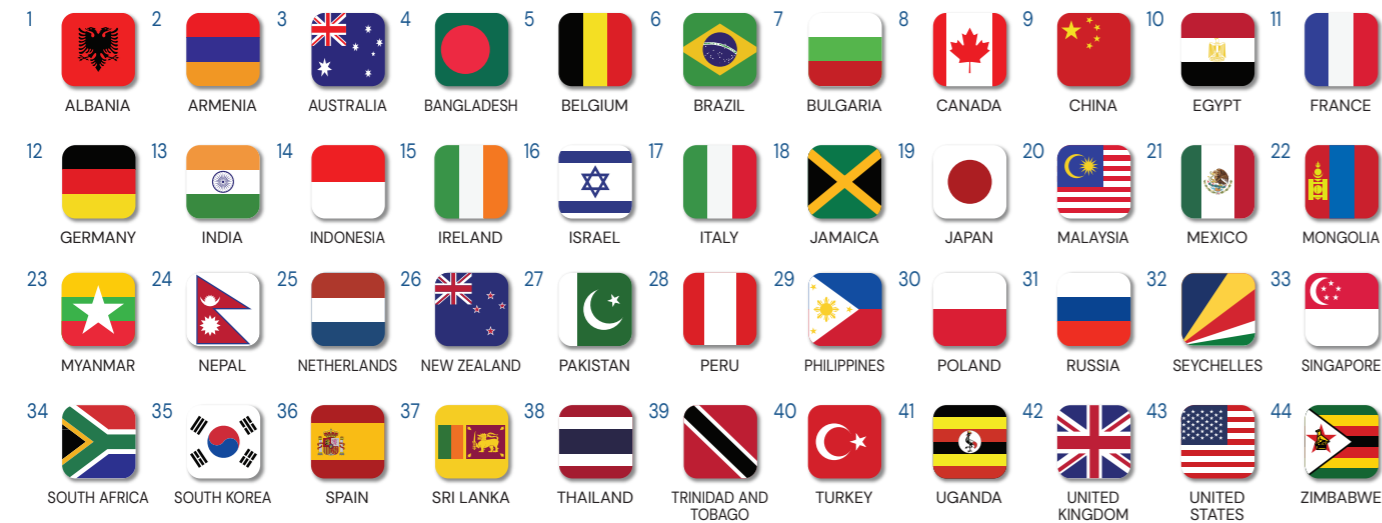 1 2 3 4 5 6 7 8 9 10 11
ALBANIA ARMENIA AUSTRALIA BANGLADESH BELGIUM BRAZIL BULGARIA CANADA CHINA EGYPT FRANCE
12 13 14 15 16 17 18 19 20 21 22
GERMANY INDIA INDONESIA IRELAND ISRAEL ITALY JAMAICA JAPAN MALAYSIA MEXICO MONGOLIA
23 24 25 26 27 28 29 30 31 32 33
MYANMAR NEPAL NETHERLANDS NEW ZEALAND PAKISTAN PERU PHILIPPINES POLAND RUSSIA SEYCHELLES SINGAPORE
34 35 36 37 38 39 40 41 42 43 44
SOUTH AFRICA SOUTH KOREA SPAIN SRI LANKA THAILAND TRINIDAD AND TURKEY UGANDA UNITED UNITED ZIMBABWE
TOBAGO KINGDOM STATES